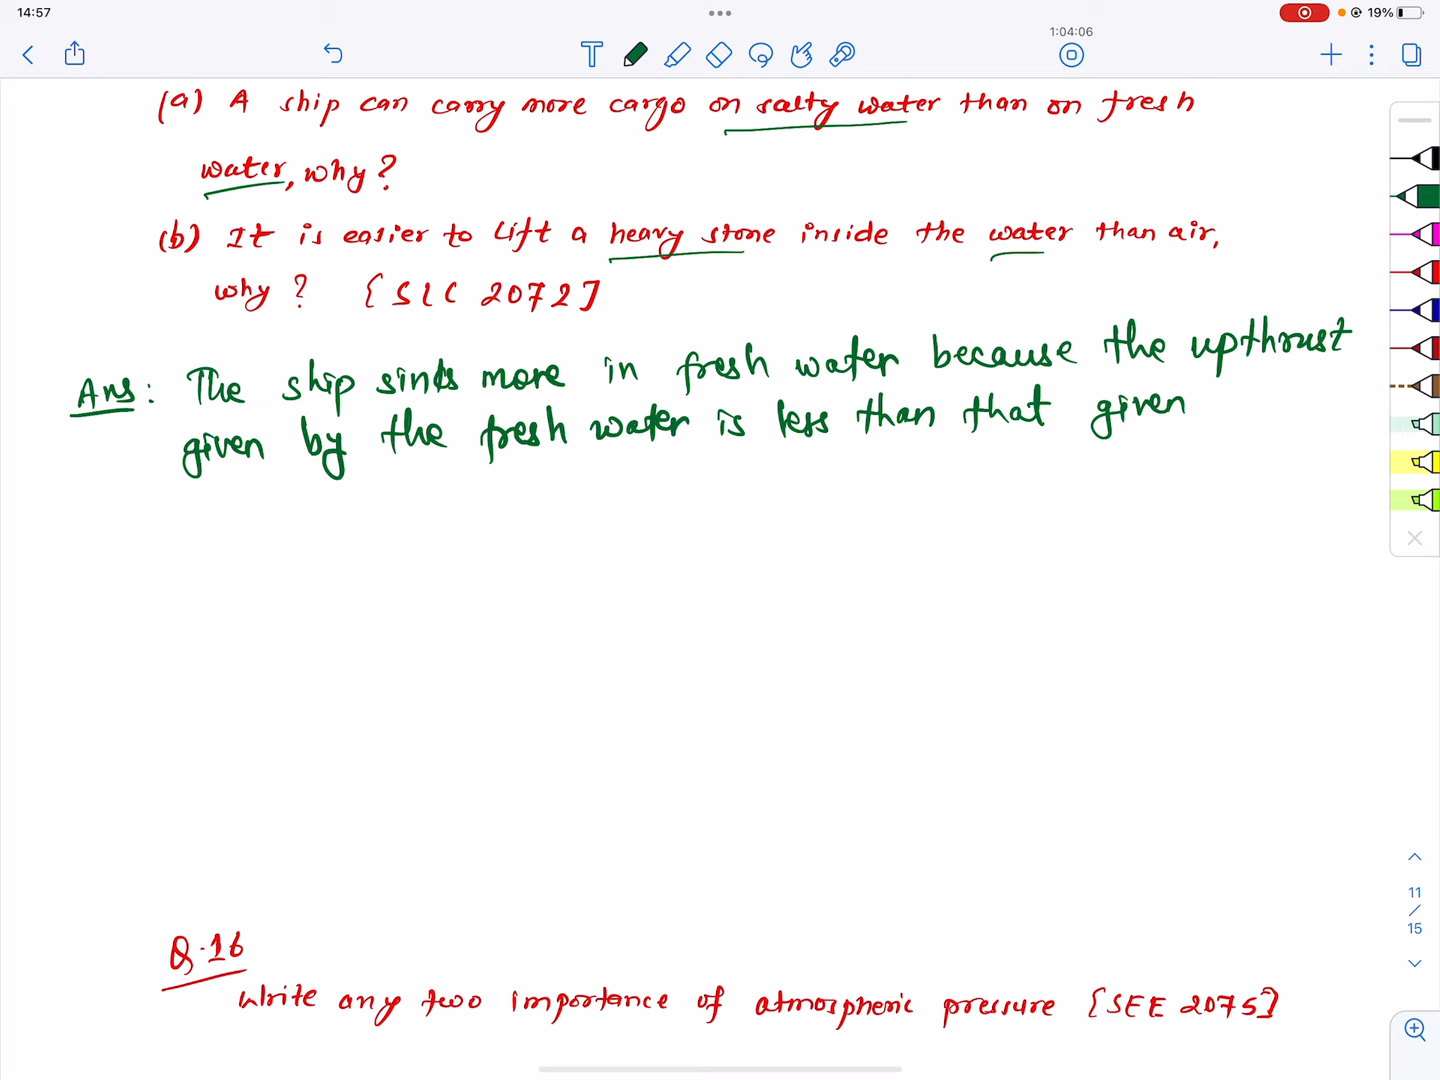 14:57
19%
1:04:06
(a) A ship can carry more cargo on salty water than on fresh
water, why?
(b) It is easier to lift a heavy stone inside the water than air,
why? [SLC 2072]
Ans: The ship sinks more in fresh water because the upthrust
given by the fresh water is less than that given
11
/
15
Q.16
Write any two importance of atmospheric pressure [SEE 2075]